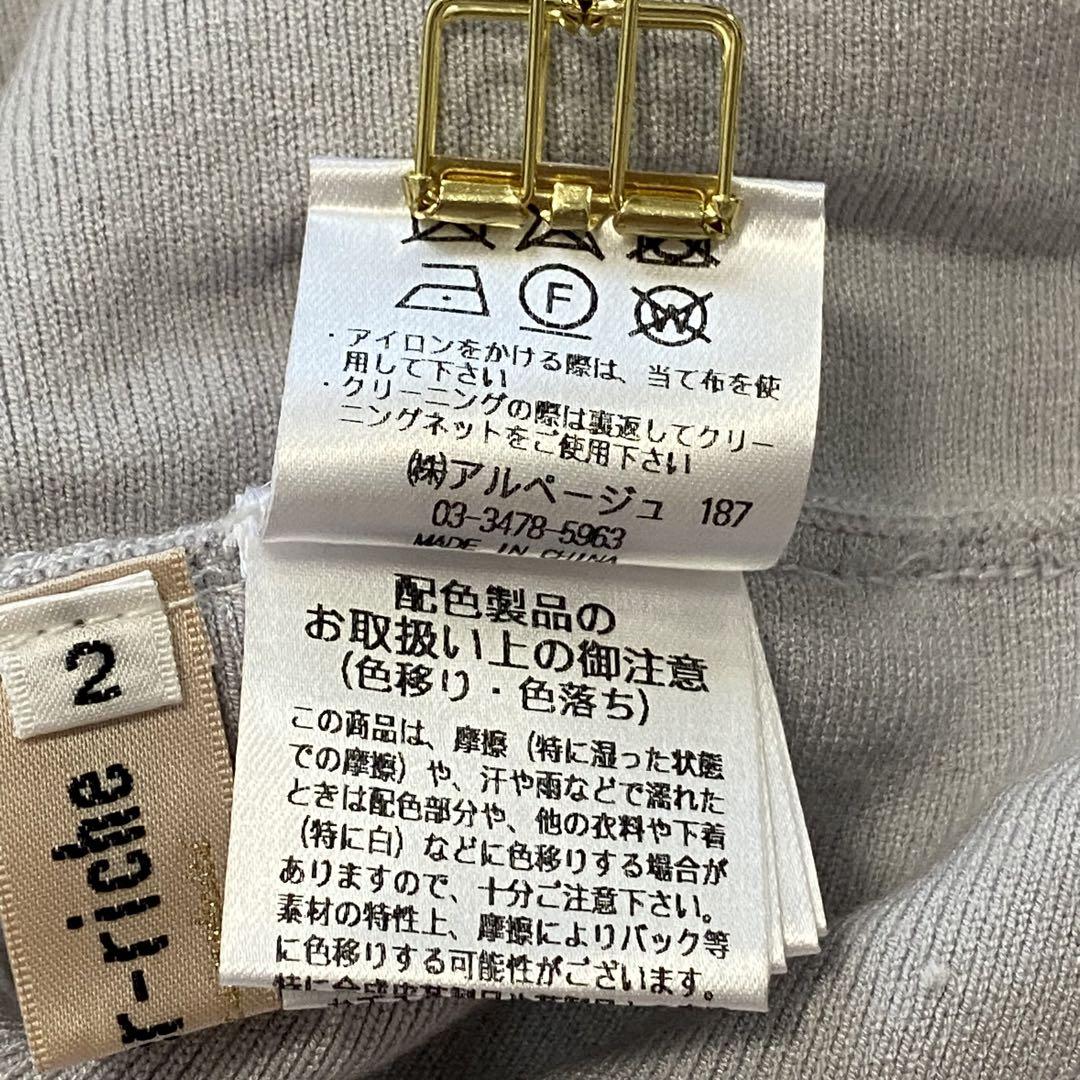 F
W
・アイロンをかける際は、当て布を使
用して下さい
・クリーニングの際は裏返してクリー
ニングネットをご使用下さい
㈱アルページュ 187
03-3478-5963
MADE IN CHINA
配色製品の
お取扱い上の御注意
(色移り・色落ち)
この商品は、摩擦(特に湿った状態
での摩擦)や、汗や雨などで濡れた
ときは配色部分や、他の衣料や下着
(特に白)などに色移りする場合が
ありますので、十分ご注意下さい。
素材の特性上、摩擦によりバック等
に色移りする可能性がございます。
2
r-riche